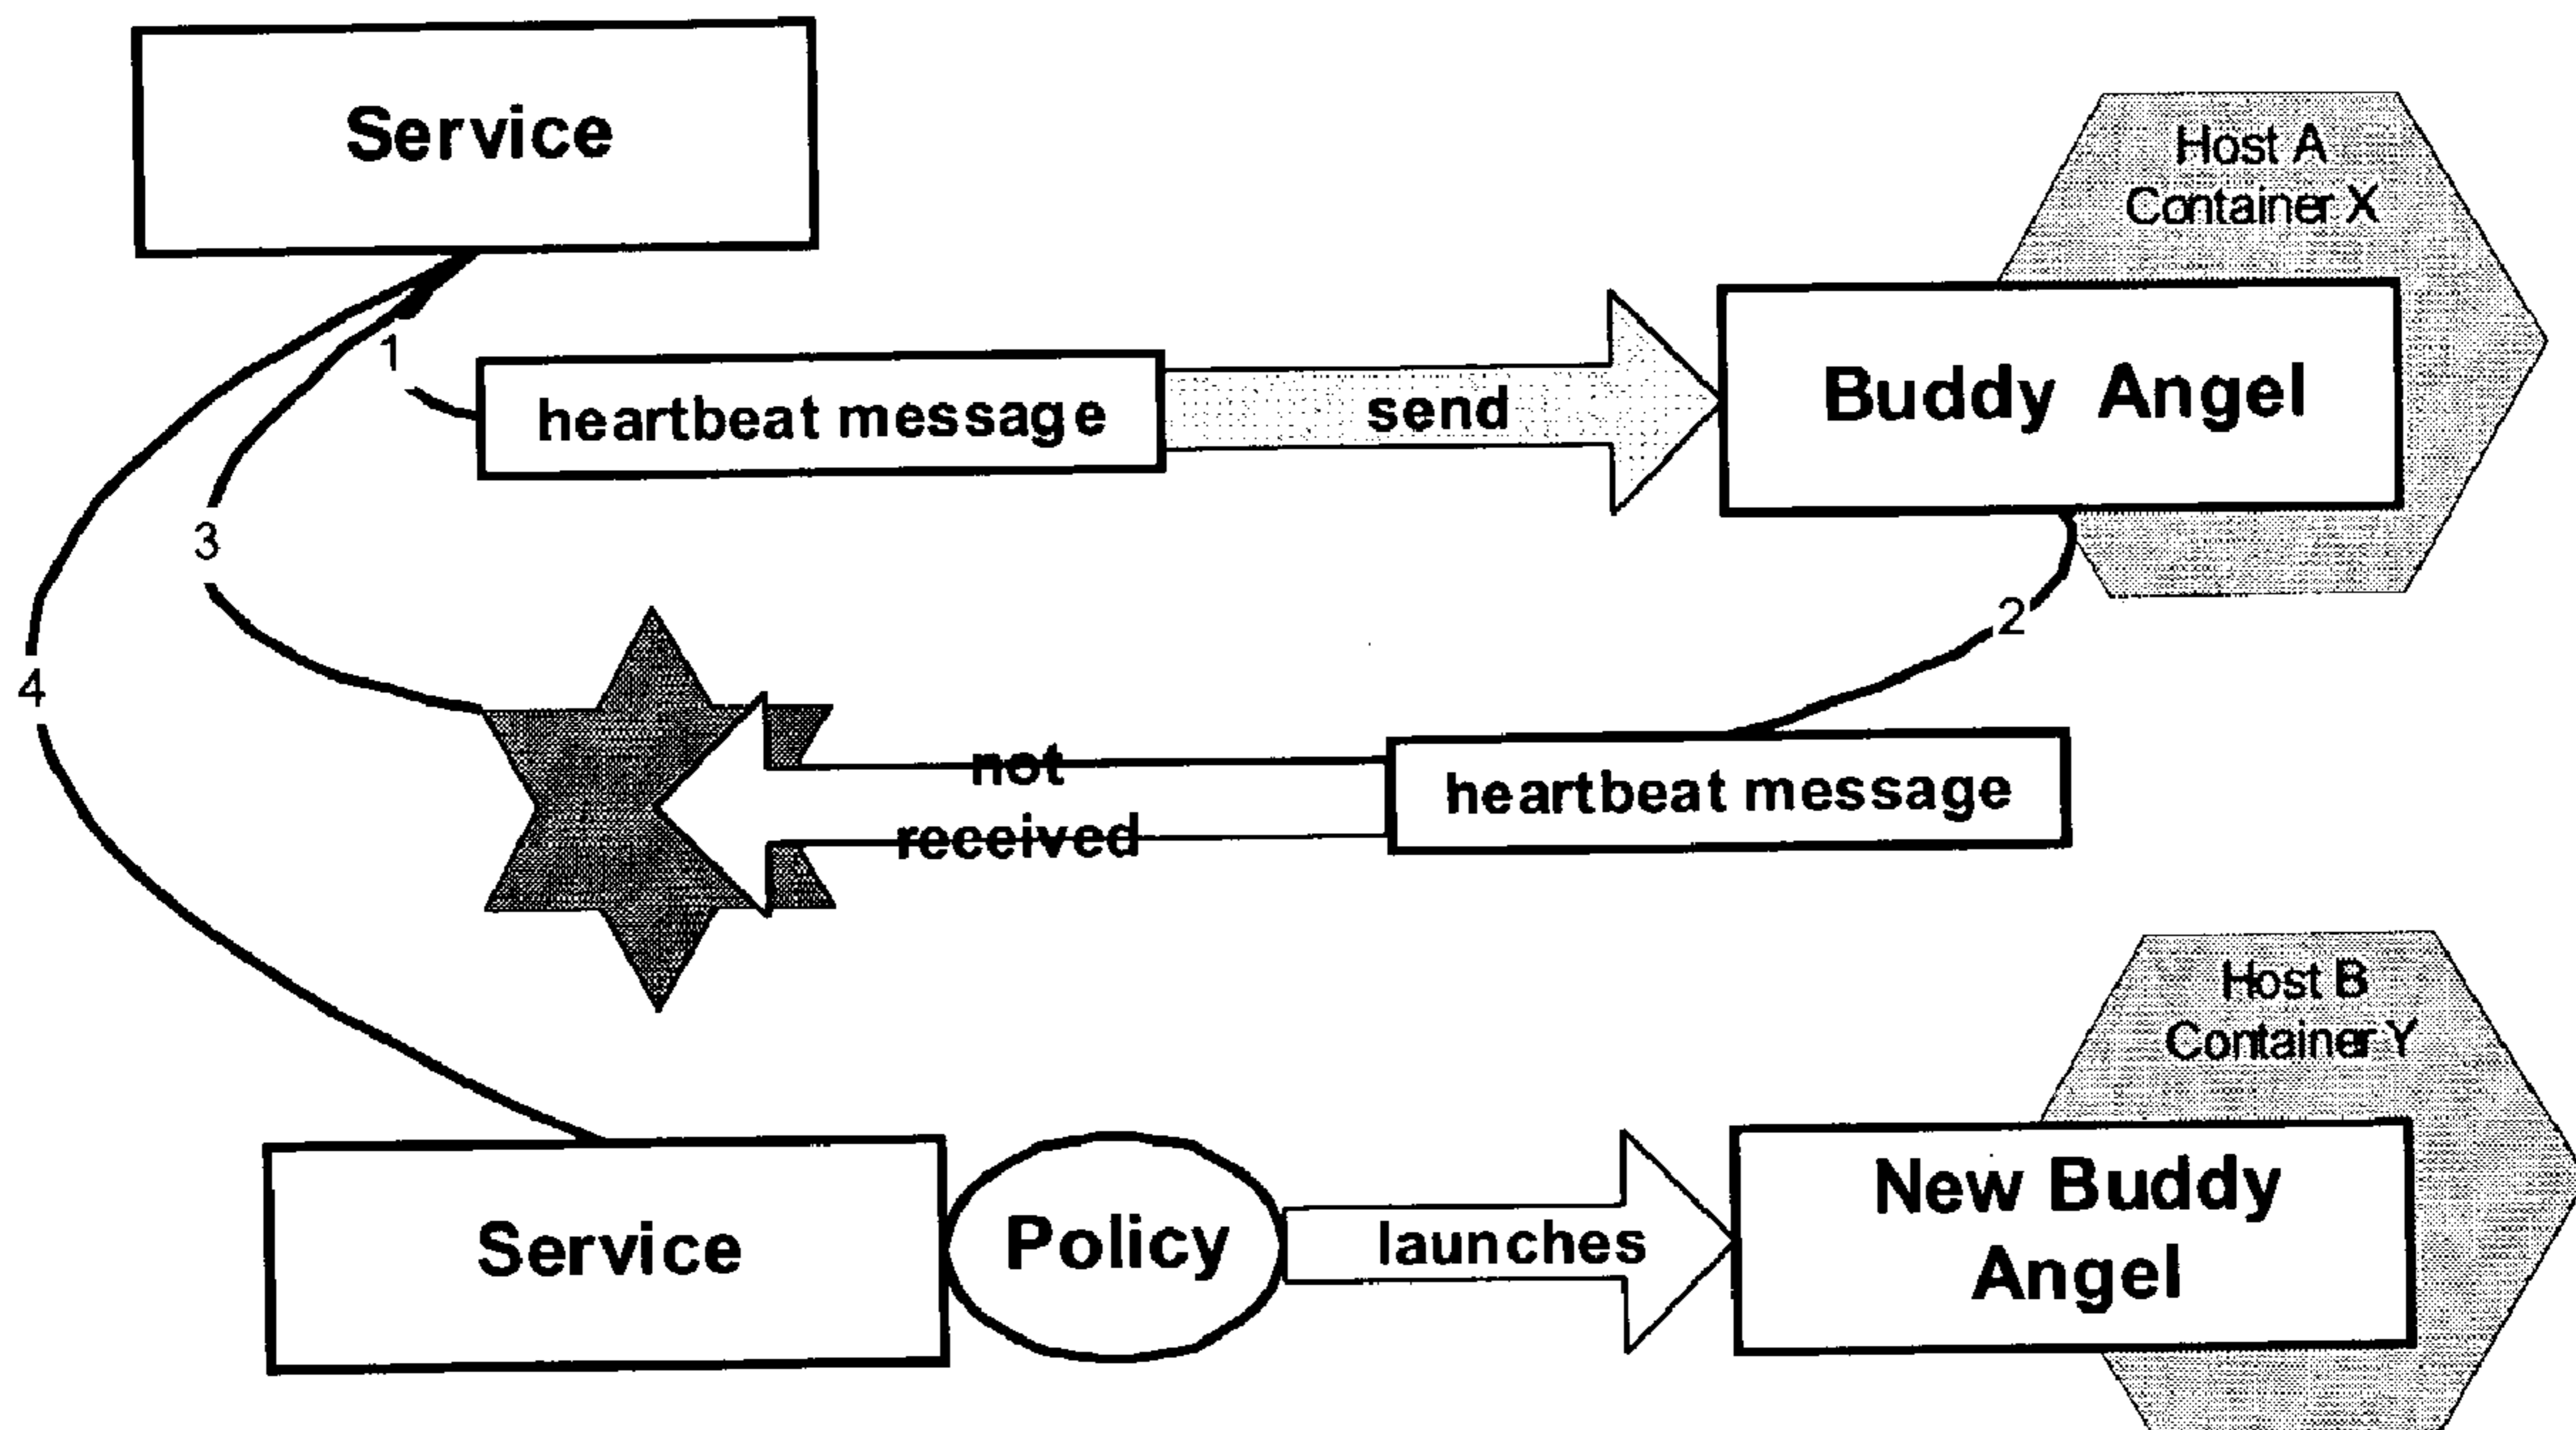 Service
Host A
Container X
1
heartbeat message
send
Buddy Angel
3
2
4
not
received
heartbeat message
Host B
Container Y
Service
Policy
launches
New Buddy
Angel